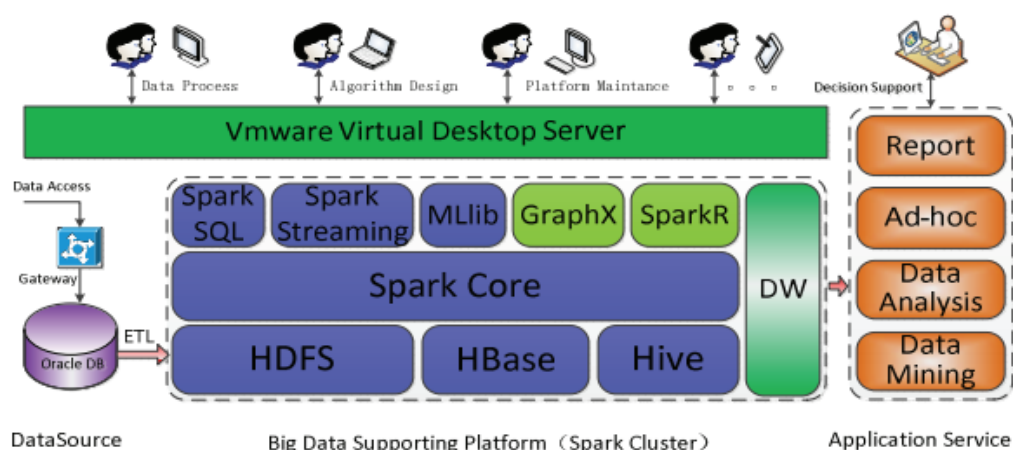 Data Process
Algorithm Design
Platform Maintance
。 。 。
Decision Support
Vmware Virtual Desktop Server
Data Access
Gateway
Oracle DB
ETL
Spark
SQL
Spark
Streaming
MLlib
GraphX
SparkR
Spark Core
HDFS
HBase
Hive
DW
Report
Ad-hoc
Data
Analysis
Data
Mining
DataSource
Big Data Supporting Platform（Spark Cluster）
Application Service